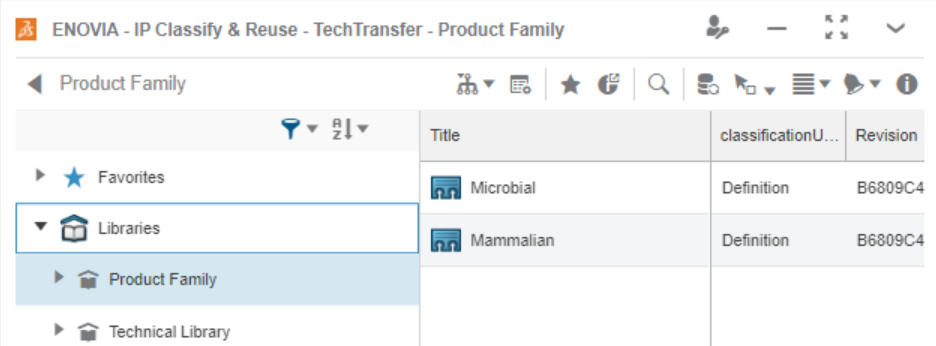 ENOVIA - IP Classify & Reuse - TechTransfer - Product Family
Product Family
Title
classificationU...
Revision
Favorites
Libraries
Product Family
Technical Library
Microbial
Definition
B6809C4
Mammalian
Definition
B6809C4